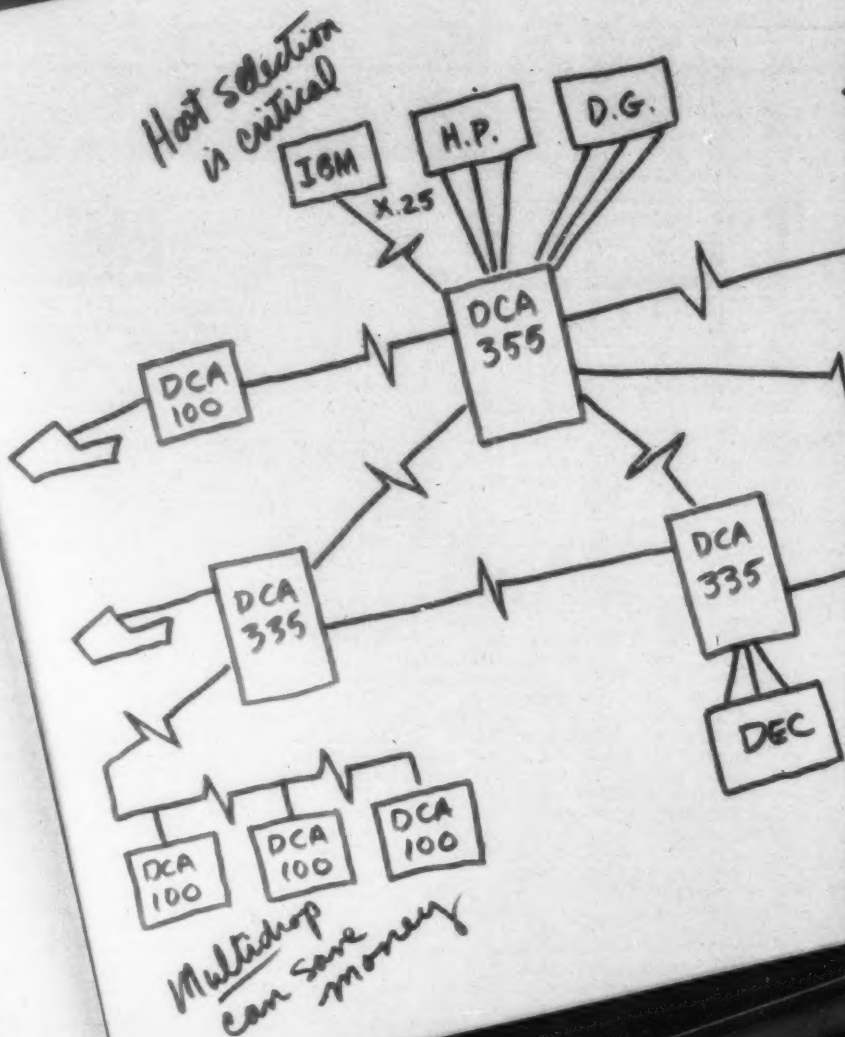 Host selection
is critical
IBM
H.P.
D.G.
X.25
DCA
355
DCA
100
DCA
335
DCA
335
DEC
DCA
100
DCA
100
DCA
100
Multidrop
can save
money